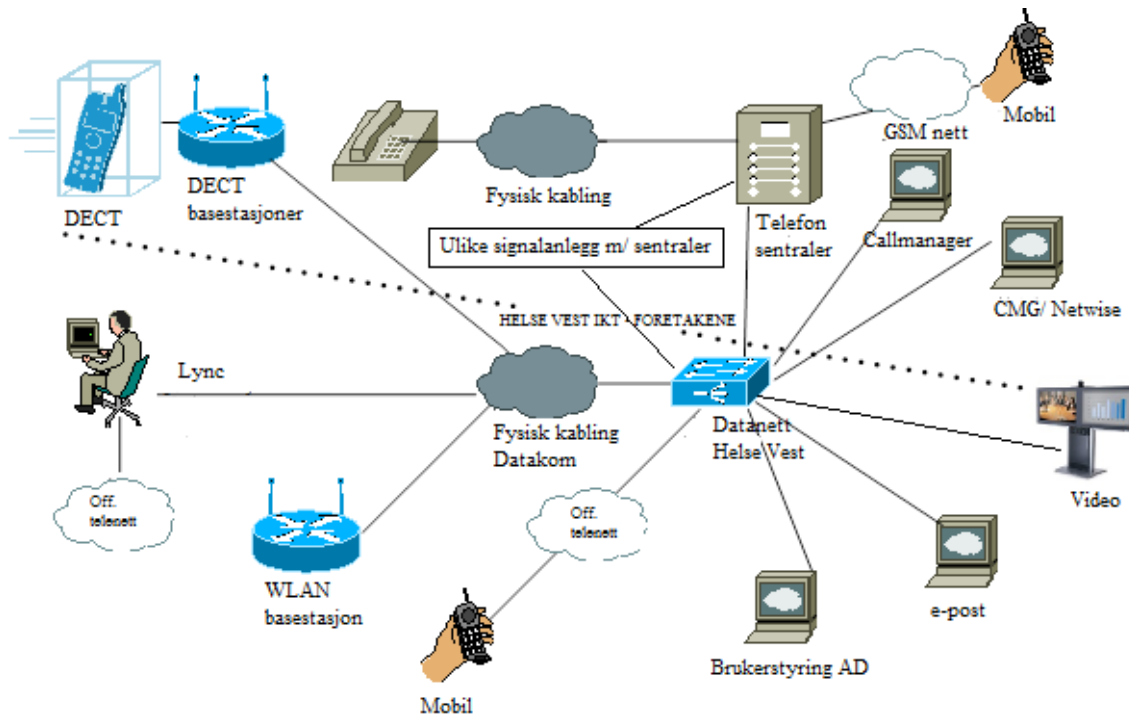 Mobil
GSM nett
DECT
basestasjoner
Fysisk kabling
DECT
Telefon
sentraler
Callmanager
Ulike signalanlegg m/ sentraler
CMG/ Netwise
HELSE VEST IKT - FORETAKENE
Lync
Fysisk kabling
Datakom
Datanett
Helse Vest
Off.
telenett
Video
Off.
telenett
WLAN
basestasjon
e-post
Brukerstyring AD
Mobil